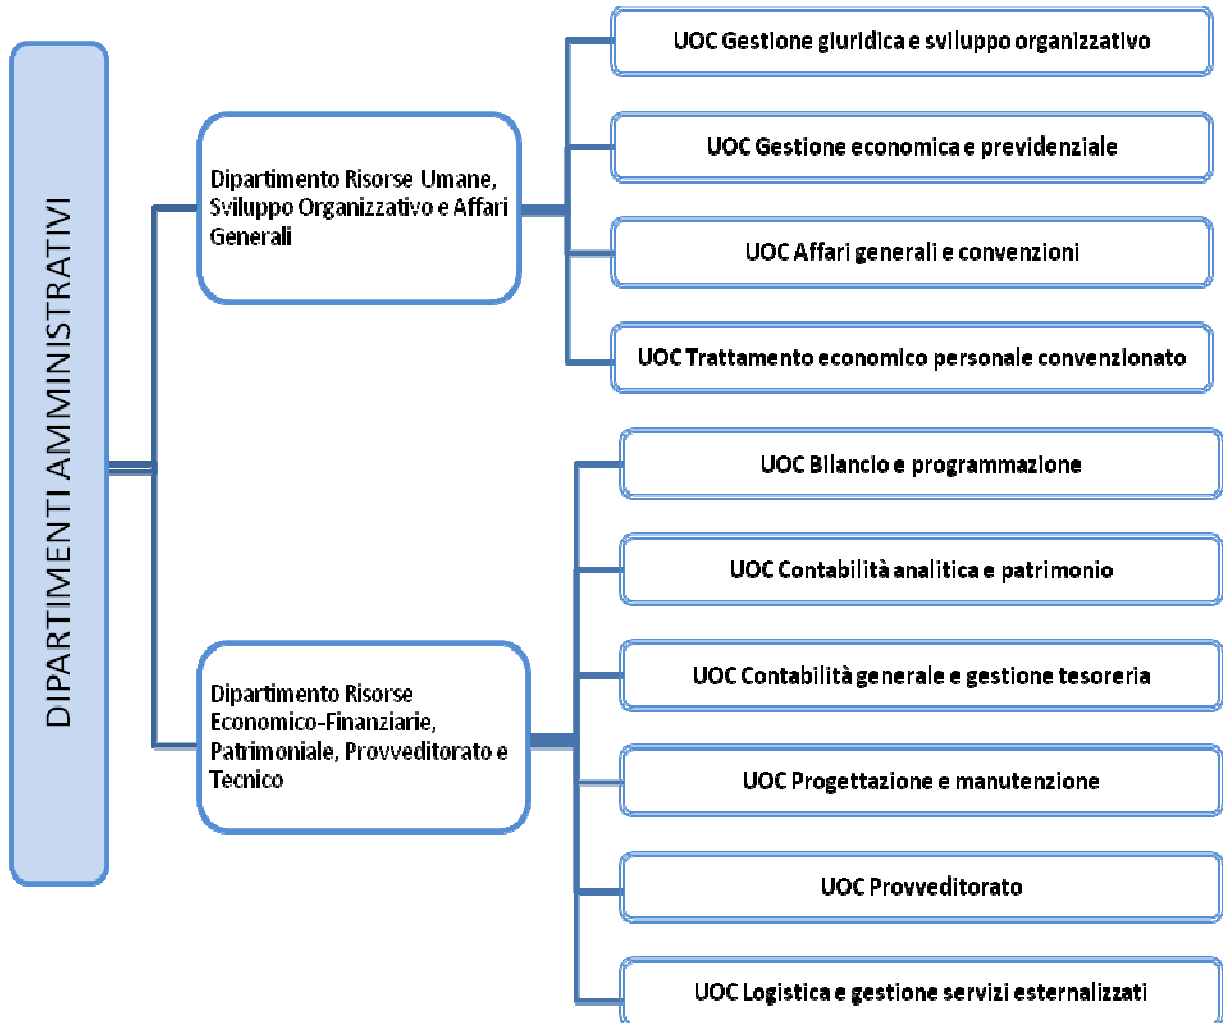 DIPARTIMENTI AMMINISTRATIVI
Dipartimento Risorse Umane,
Sviluppo Organizzativo e Affari
Generali
UOC Gestione giuridica e sviluppo organizzativo
UOC Gestione economica e previdenziale
UOC Affari generali e convenzioni
UOC Trattamento economico personale convenzionato
Dipartimento Risorse
Economico-Finanziarie,
Patrimoniale, Provveditorato e
Tecnico
UOC Bilancio e programmazione
UOC Contabilità analitica e patrimonio
UOC Contabilità generale e gestione tesoreria
UOC Progettazione e manutenzione
UOC Provveditorato
UOC Logistica e gestione servizi esternalizzati